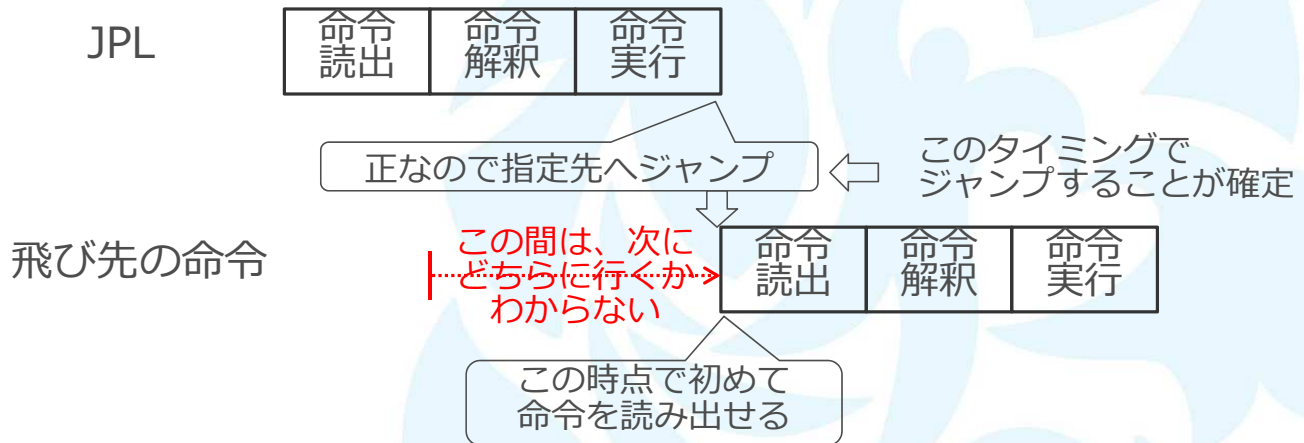 JPL
命令
読出
命令
解釈
命令
実行
正なので指定先へジャンプ
このタイミングで
ジャンプすることが確定
飛び先の命令
この間は、次に
どちらに行くか
わからない
命令
読出
命令
解釈
命令
実行
この時点で初めて
命令を読み出せる